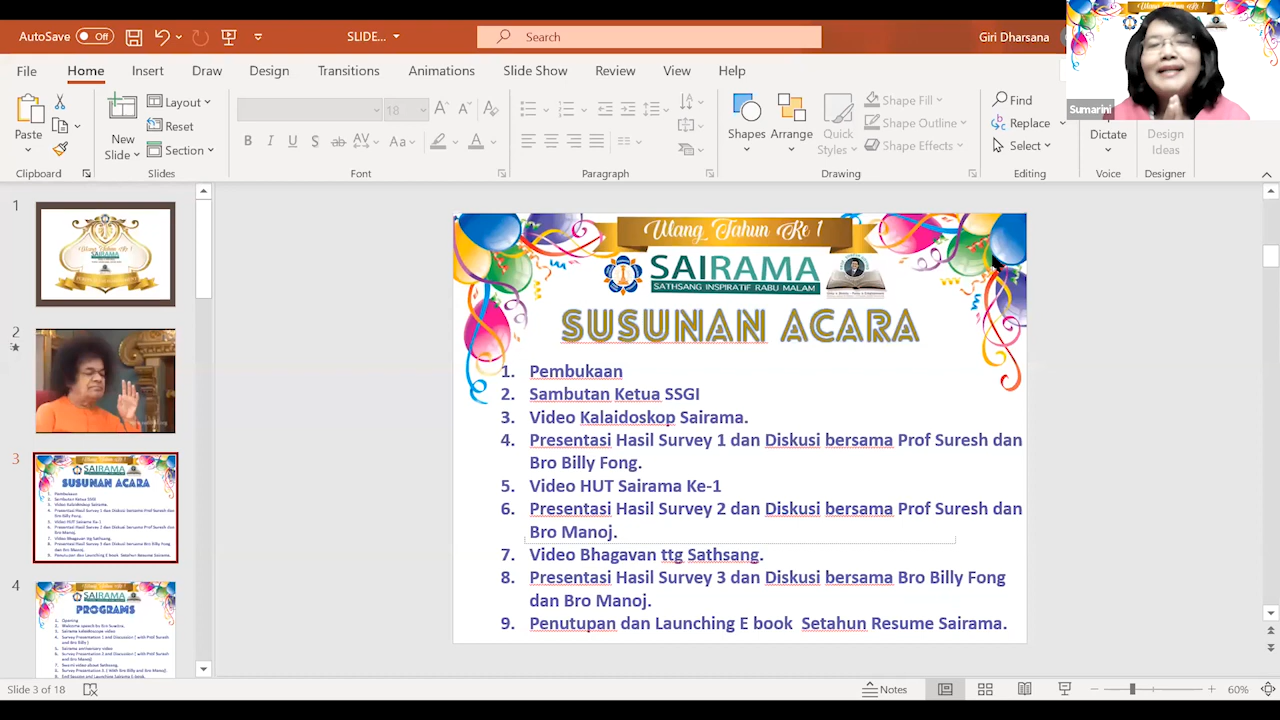 AutoSave Off SLIDE... Search Giri Dharsana
File Home Insert Draw Design Transitions Animations Slide Show Review View Help
Sumarini
Paste
Clipboard
New Slide
Layout
Reset
Section
Slides
18
Font
Paragraph
Shapes Arrange Quick Styles
Shape Fill
Shape Outline
Shape Effects
Drawing
Find
Replace
Select
Editing
Dictate
Voice
Design Ideas
Designer
1
2
3
SAIRAMA
SUSUNAN ACARA
4
PROGRAMS
Ulang Tahun Ke 1
SAIRAMA
SATHSANG INSPIRATIF RABU MALAM
SUSUNAN ACARA
1. Pembukaan
2. Sambutan Ketua SSGI
3. Video Kalaidoskop Sairama.
4. Presentasi Hasil Survey 1 dan Diskusi bersama Prof Suresh dan
Bro Billy Fong.
5. Video HUT Sairama Ke-1
Presentasi Hasil Survey 2 dan Diskusi bersama Prof Suresh dan
Bro Manoj.
Video Bhagavan ttg Sathsang.
8. Presentasi Hasil Survey 3 dan Diskusi bersama Bro Billy Fong
dan Bro Manoj.
9. Penutupan dan Launching E book Setahun Resume Sairama.
Slide 3 of 18 Notes 60%